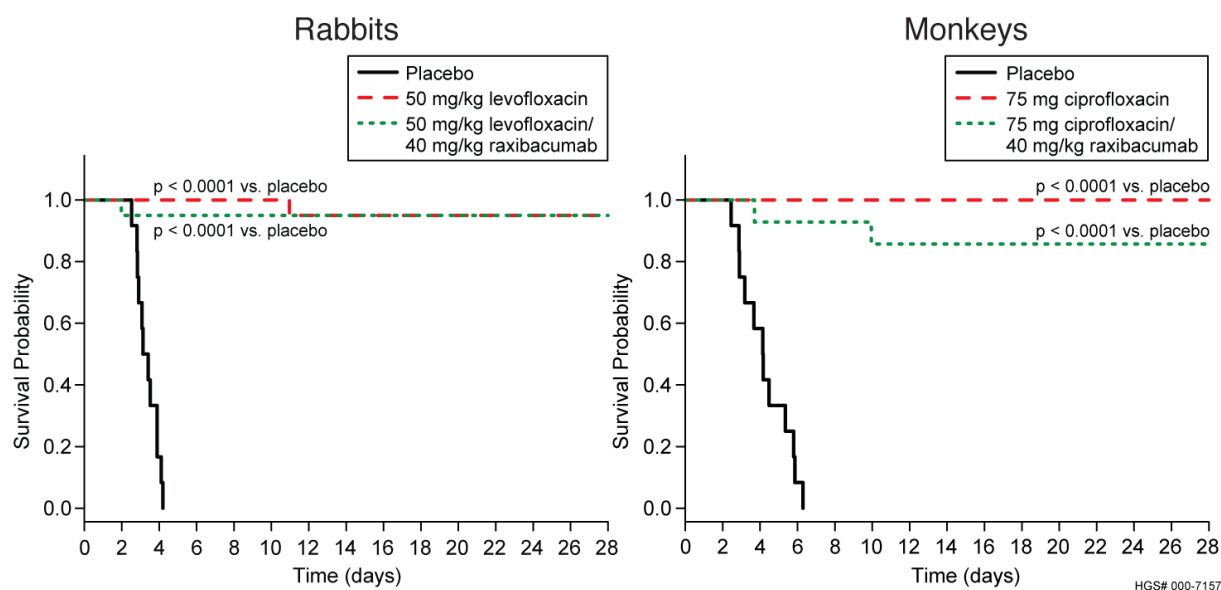 Rabbits
Placebo
50 mg/kg levofloxacin
50 mg/kg levofloxacin/
40 mg/kg raxibacumab
p < 0.0001 vs. placebo
p < 0.0001 vs. placebo
Survival Probability
1.0
0.8
0.6
0.4
0.2
0.0
0 2 4 6 8 10 12 14 16 18 20 22 24 26 28
Time (days)
Monkeys
Placebo
75 mg ciprofloxacin
75 mg ciprofloxacin/
40 mg/kg raxibacumab
p < 0.0001 vs. placebo
p < 0.0001 vs. placebo
Survival Probability
1.0
0.8
0.6
0.4
0.2
0.0
0 2 4 6 8 10 12 14 16 18 20 22 24 26 28
Time (days)
HGS# 000-7157